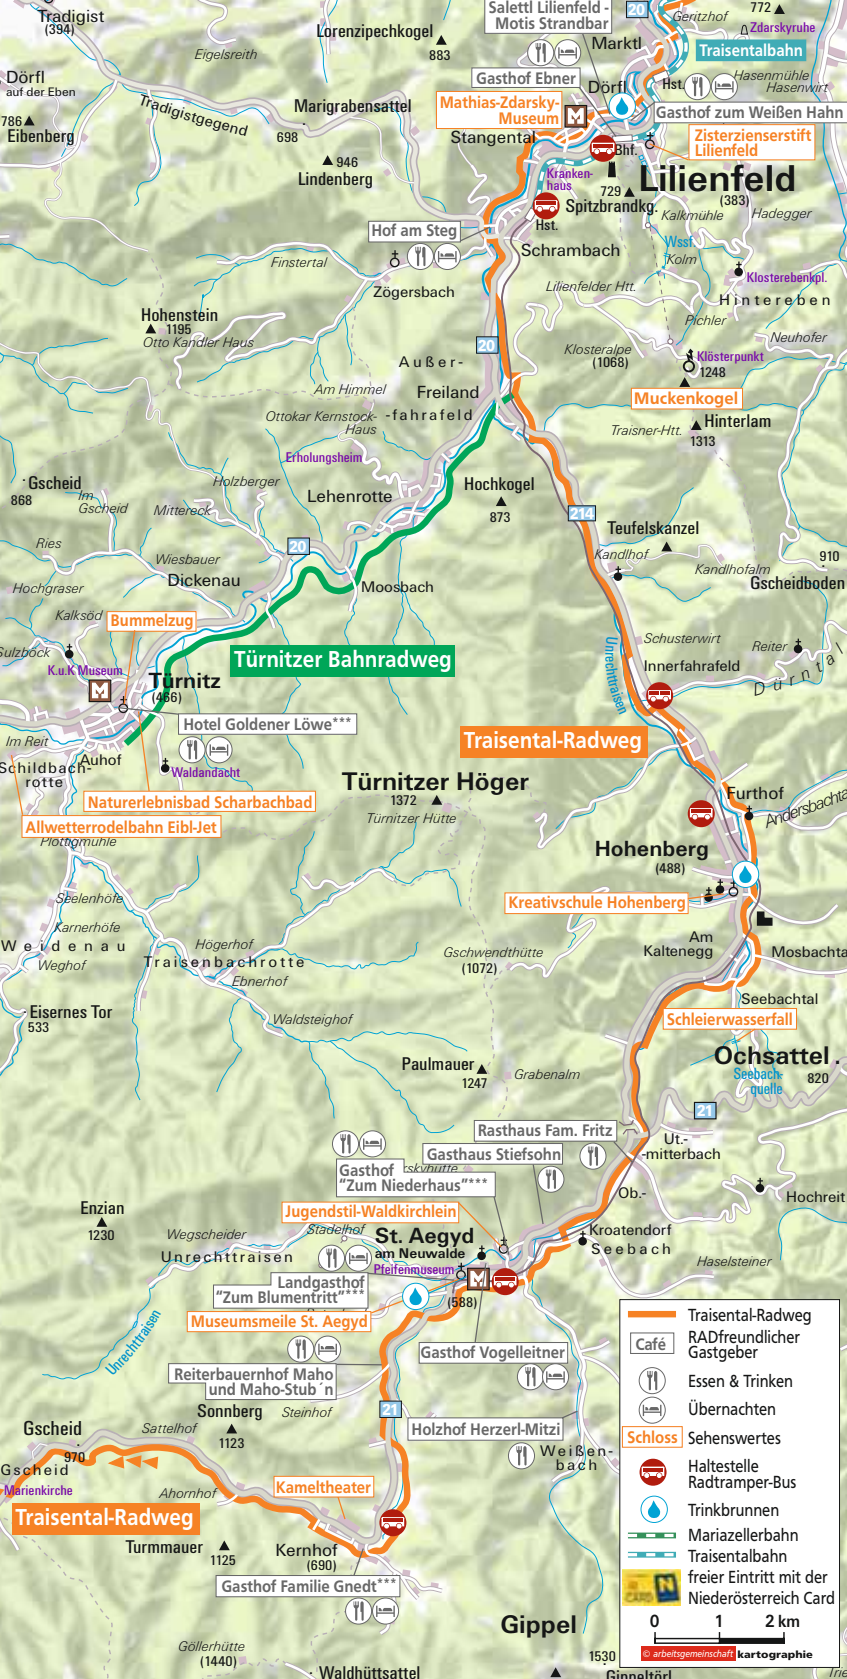 Tradigist
(394)
Lorenzipechkogel
883
Salettl Lilienfeld -
Motis Strandbar
20
Geritzhof
772
Zdarskyruhe
Eigelsreith
Marktl
Traisentalbahn
Dörfl
auf der Eben
Gasthof Ebner
Dörfl
Hst.
Hasenmühle
Hasenwirt
Tradigistgegend
Marigrabensattel
698
Mathias-Zdarsky-
Museum
M
Gasthof zum Weißen Hahn
786
Eibenberg
Stangental
Zisterzienserstift
Lilienfeld
Bhf.
946
Lindenberg
Kranken-
haus
Lilienfeld
(383)
729
Spitzbrandkg.
Hst.
Kalkmühle
Hadegger
Hof am Steg
Schrambach
Wssf.
Kolm
Finstertal
Zögersbach
Klosterebenkpl.
Lilienfelder Htt.
Hintereben
Hohenstein
1195
Otto Kandler Haus
Pichler
20
Klosteralpe
(1068)
Neuhofer
Klösterpunkt
1248
Außer-
-fahrafeld
Am Himmel
Freiland
Muckenkogel
Ottokar Kernstock-
Haus
Traisner-Htt.
Hinterlam
1313
Erholungsheim
Gscheid
868
Im
Gscheid
Holzberger
Lehenrotte
Hochkogel
873
Mittereck
214
Teufelskanzel
Ries
20
Wiesbauer
Kandlhof
910
Gscheidboden
Kandlhofalm
Hochgraser
Dickenau
Moosbach
Kalksöd
Bummelzug
Sulzböck
Unrechttraisen
Schusterwirt
Reiter
Türnitzer Bahnradweg
K.u.K Museum
M
Türnitz
(466)
Innerfahrafeld
Dürntal
Hotel Goldener Löwe***
Traisental-Radweg
Im Reit
Auhof
Schildbach-
rotte
Waldandacht
Türnitzer Höger
1372
Türnitzer Hütte
Furthof
Naturerlebnisbad Scharbachbad
Andersbachta
Allwetterrodelbahn Eibl-Jet
Plottigmühle
Hohenberg
(488)
Seelenhöfe
Kreativschule Hohenberg
Karnerhöfe
Weidenau
Weghof
Högerhof
Traisenbachrotte
Gschwendthütte
(1072)
Am
Kaltenegg
Mosbachta
Ebnerhof
Seebachtal
Eisernes Tor
533
Waldsteighof
Schleierwasserfall
Ochsattel
820
Paulmauer
1247
Grabenalm
Seebach-
quelle
21
Rasthaus Fam. Fritz
Ut.-
-mitterbach
Gasthaus Stiefsohn
Gasthof
"Zum Niederhaus"***
rskyhütte
Ob.-
Hochreit
Enzian
1230
Jugendstil-Waldkirchlein
Wegscheider
Stadelhof
St. Aegyd
am Neuwalde
Kroatendorf
Seebach
Unrechttraisen
Haselsteiner
Pfeifenmuseum
M
Landgasthof
"Zum Blumentritt"***
(588)
Unrechttraisen
Museumsmeile St. Aegyd
Gasthof Vogelleitner
Reiterbauernhof Maho
und Maho-Stub´n
Sonnberg
1123
Steinhof
21
Holzhof Herzerl-Mitzi
Gscheid
970
Sattelhof
Weißen-
bach
Gscheid
Marienkirche
Ahornhof
Kameltheater
Traisental-Radweg
Turmmauer
1125
Kernhof
(690)
Gasthof Familie Gnedt***
Gippel
Göllerhütte
(1440)
Waldhüttsattel
1530
Gippeltörl
Traisental-Radweg
Café
RADfreundlicher
Gastgeber
Essen & Trinken
Übernachten
Schloss
Sehenswertes
Haltestelle
Radtramper-Bus
Trinkbrunnen
Mariazellerbahn
Traisentalbahn
CARD
N
freier Eintritt mit der
Niederösterreich Card
0 1 2 km
© arbeitsgemeinschaft kartographie